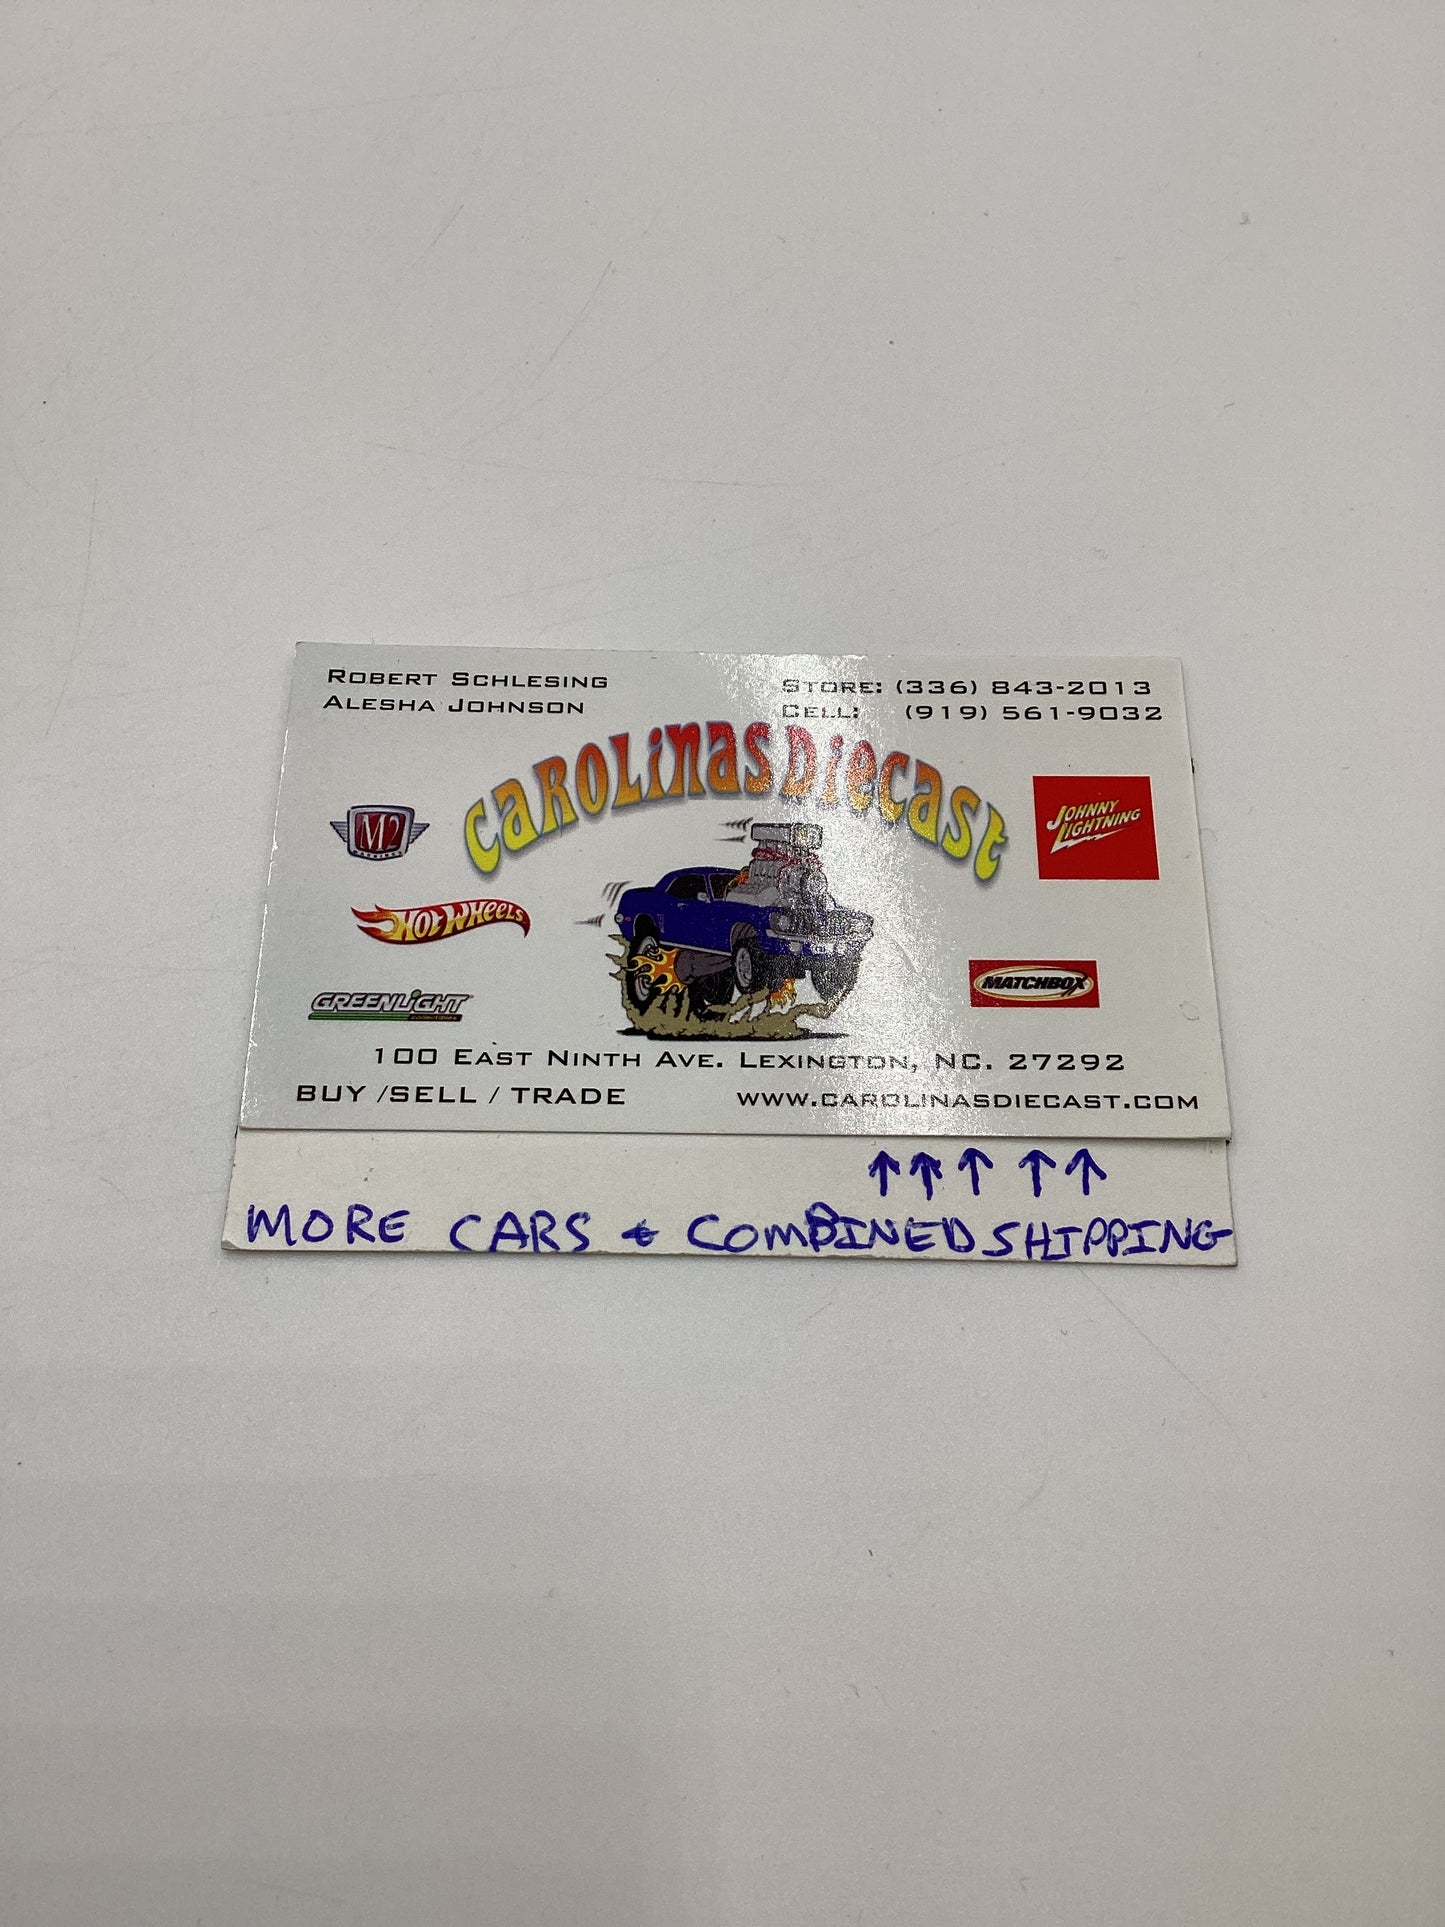 ROBERT SCHLESING
ALESHA JOHNSON
STORE: (336) 843-2013
CELL: (919) 561-9032
CAROLiNAS DiECAST
M2
MACHINES
JOHNNY
LIGHTNING
HOT WHEELS
MATCHBOX
GREENLiGHT
COLLECTIBLES
100 EAST NINTH AVE. LEXINGTON, NC. 27292
BUY /SELL / TRADE
WWW.CAROLINASDIECAST.COM
↑↑↑ ↑↑
MORE CARS & COMBINED SHIPPING